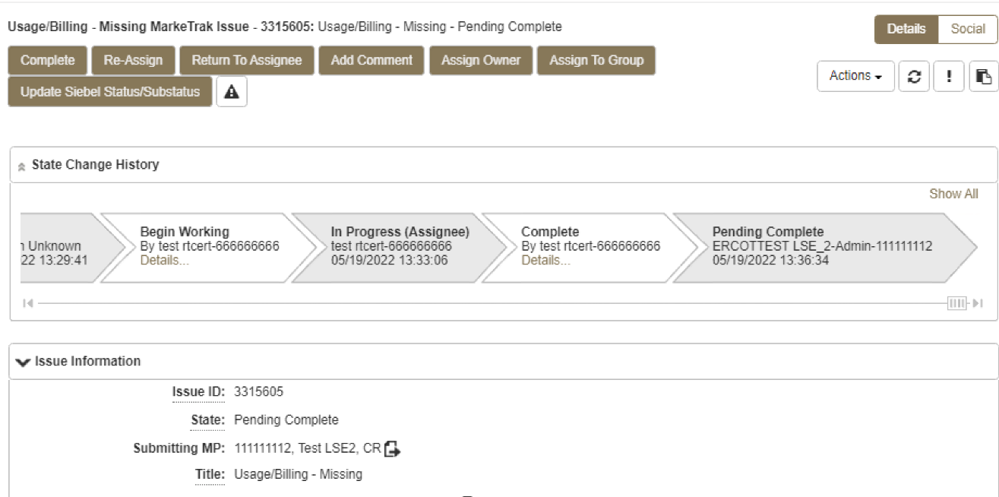 Usage/Billing - Missing MarkeTrak Issue - 3315605: Usage/Billing - Missing - Pending Complete
Details Social
Complete Re-Assign Return To Assignee Add Comment Assign Owner Assign To Group
Actions
Update Siebel Status/Substatus
State Change History
Show All
Unknown
22 13:29:41
Begin Working
By test rtcert-666666666
Details...
In Progress (Assignee)
test rtcert-666666666
05/19/2022 13:33:06
Complete
By test rtcert-666666666
Details...
Pending Complete
ERCOTTEST LSE_2-Admin-111111112
05/19/2022 13:36:34
Issue Information
Issue ID: 3315605
State: Pending Complete
Submitting MP: 111111112, Test LSE2, CR
Title: Usage/Billing - Missing